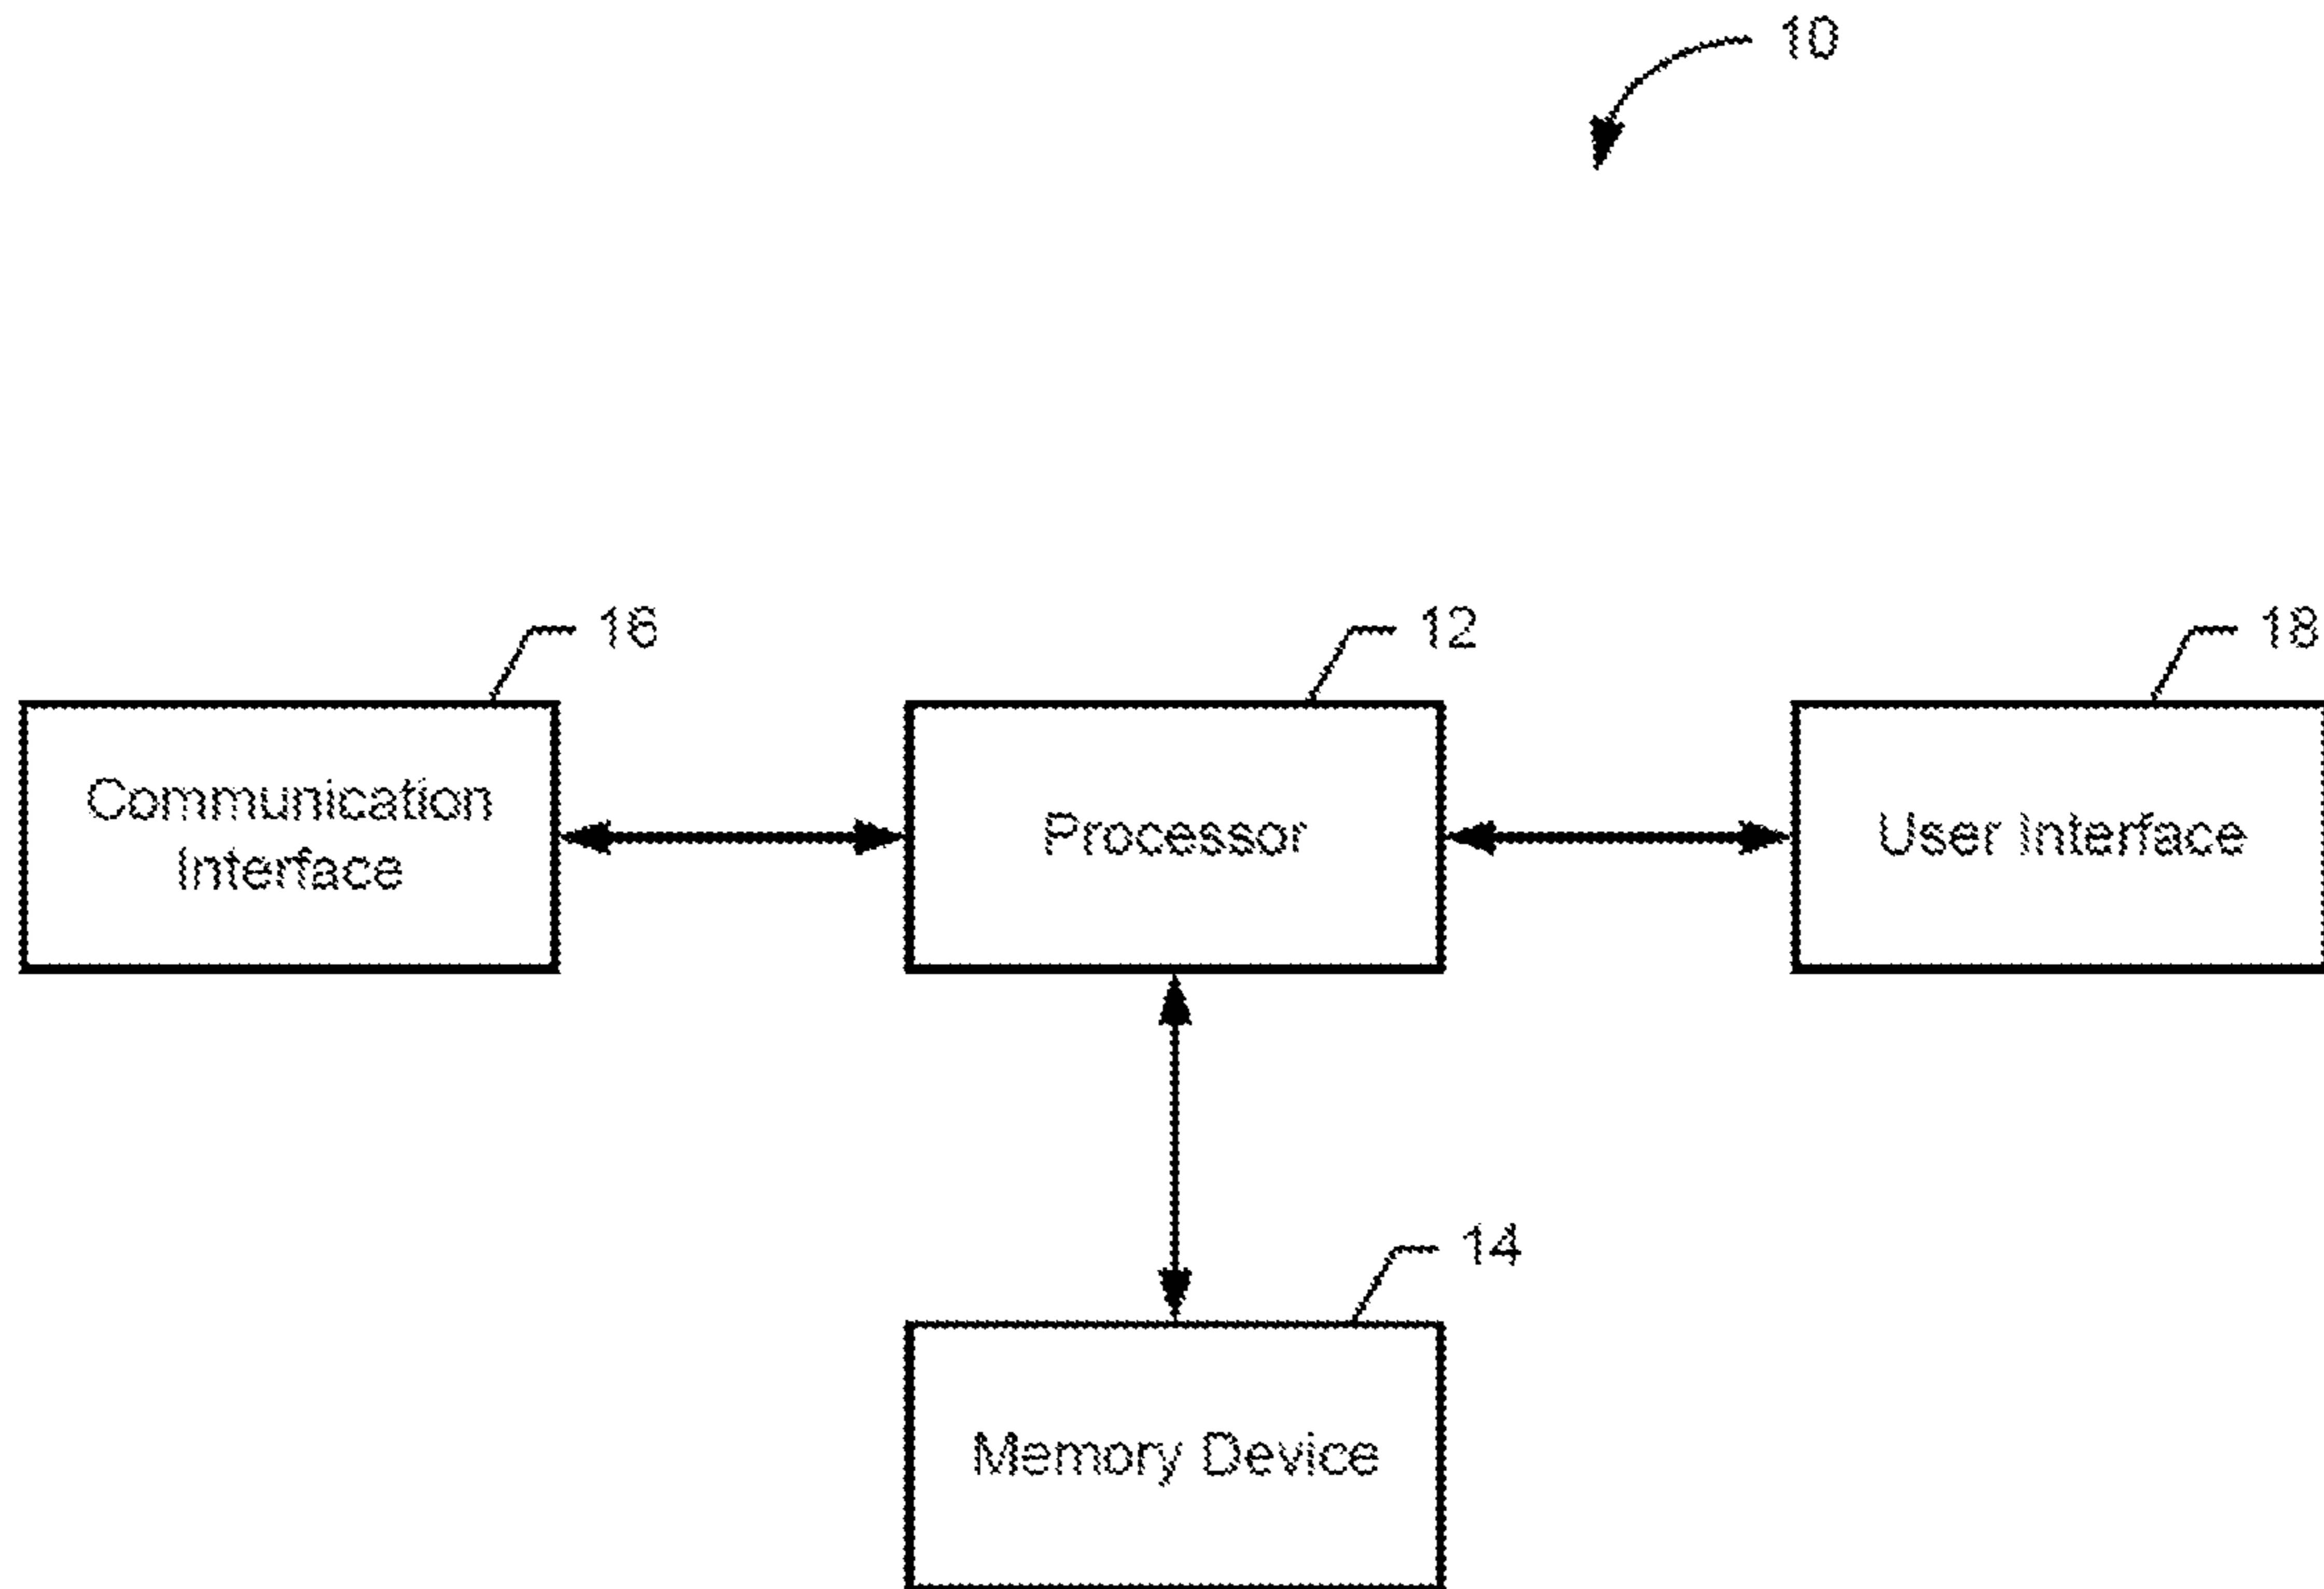 10
16
12
18
Communication
Interface
Processor
User Interface
14
Memory Device